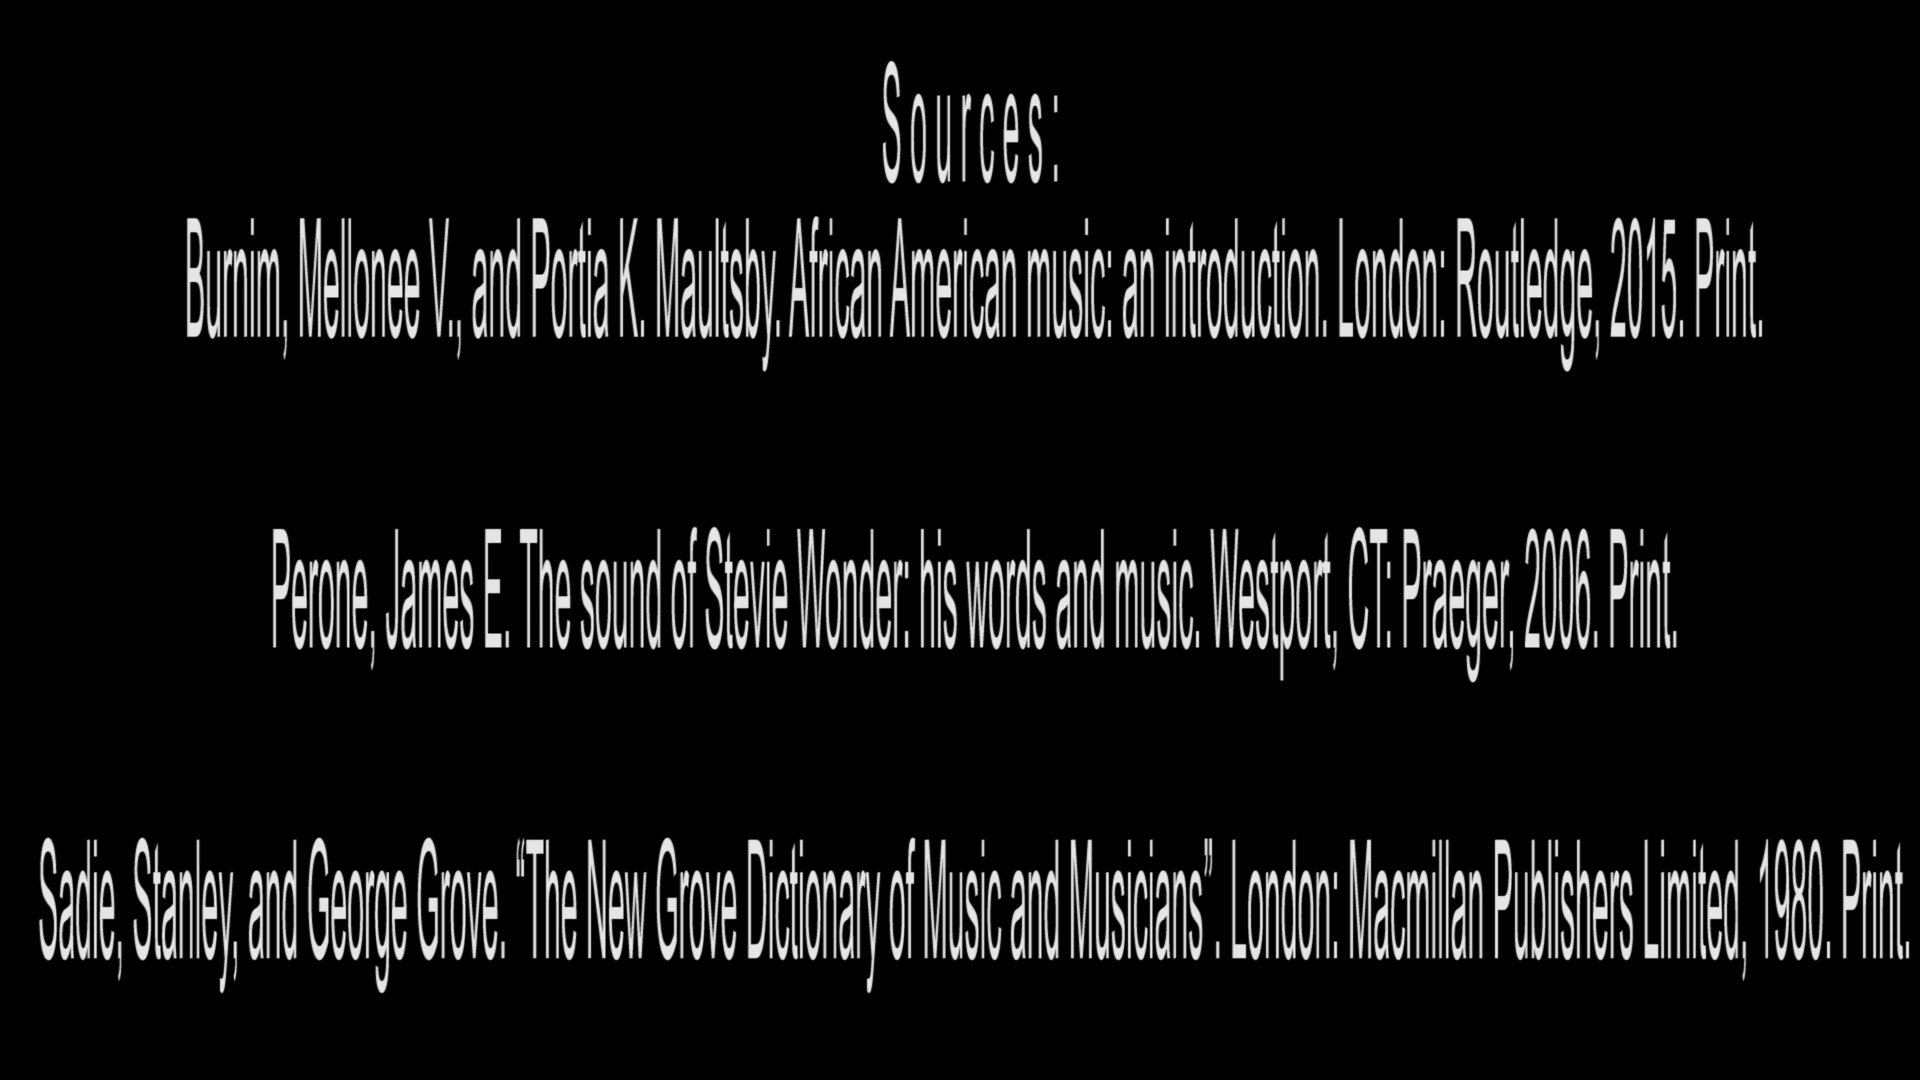 Sources:
Burnim, Mellonee V., and Portia K. Maultsby. African American music: an introduction. London: Routledge, 2015. Print.
Perone, James E. The sound of Stevie Wonder: his words and music. Westport, CT: Praeger, 2006. Print.
Sadie, Stanley, and George Grove. “The New Grove Dictionary of Music and Musicians” . London: Macmillan Publishers Limited, 1980. Print.